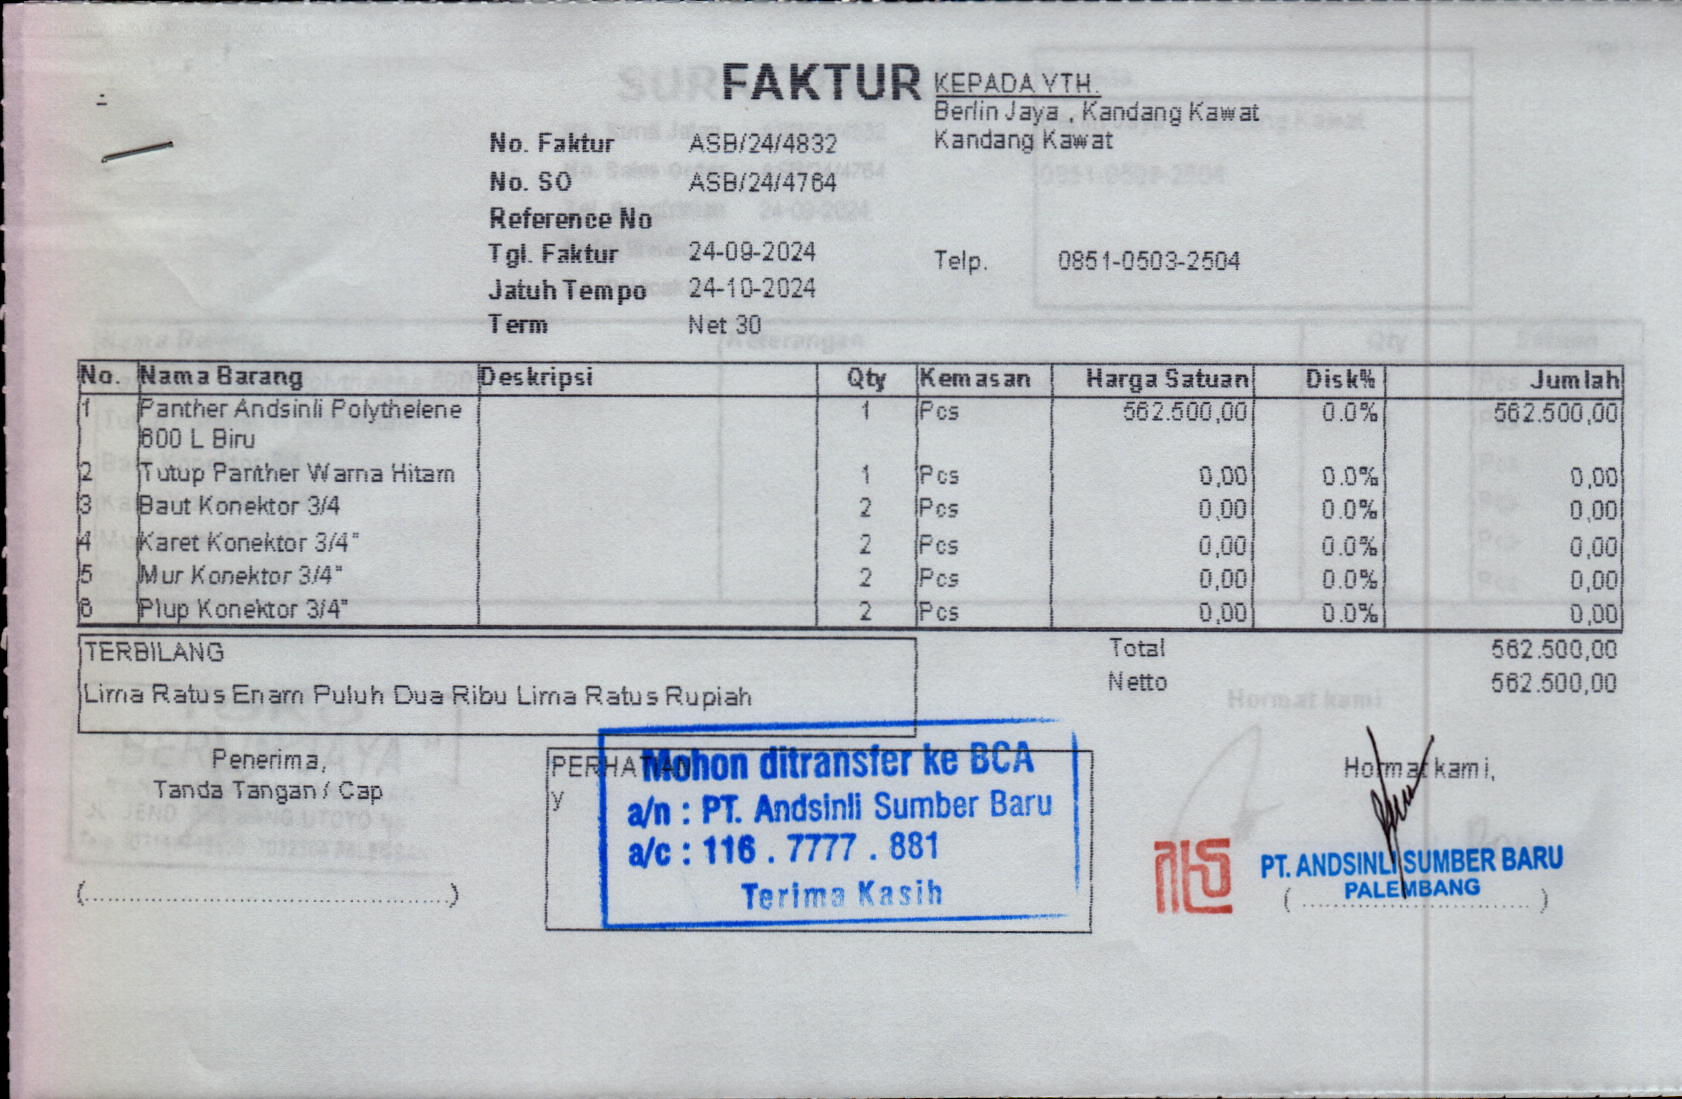 FAKTUR
KEPADA YTH.
Berlin Jaya , Kandang Kawat
Kandang Kawat
No. Faktur ASB/24/4832
No. SO ASB/24/4764
Reference No
Tgl. Faktur 24-09-2024
Telp. 0851-0503-2504
Jatuh Tempo 24-10-2024
Term Net 30
No. Nama Barang Deskripsi Qty Kemasan Harga Satuan Disk% Jumlah
1 Panther Andsinli Polythelene 1 Pcs 562.500,00 0.0% 562.500,00
600 L Biru
2 Tutup Panther Warna Hitam 1 Pcs 0,00 0.0% 0,00
3 Baut Konektor 3/4 2 Pcs 0,00 0.0% 0,00
4 Karet Konektor 3/4" 2 Pcs 0,00 0.0% 0,00
5 Mur Konektor 3/4" 2 Pcs 0,00 0.0% 0,00
6 Plup Konektor 3/4" 2 Pcs 0,00 0.0% 0,00
TERBILANG
Lima Ratus Enam Puluh Dua Ribu Lima Ratus Rupiah
Total 562.500,00
Netto 562.500,00
Penerima,
Tanda Tangan / Cap
(................................................)
PERHATIAN
y
Mohon ditransfer ke BCA
a/n : PT. Andsinli Sumber Baru
a/c : 116 . 7777 . 881
Terima Kasih
Hormat kami,
PT. ANDSINLI SUMBER BARU
PALEMBANG
(..............................)